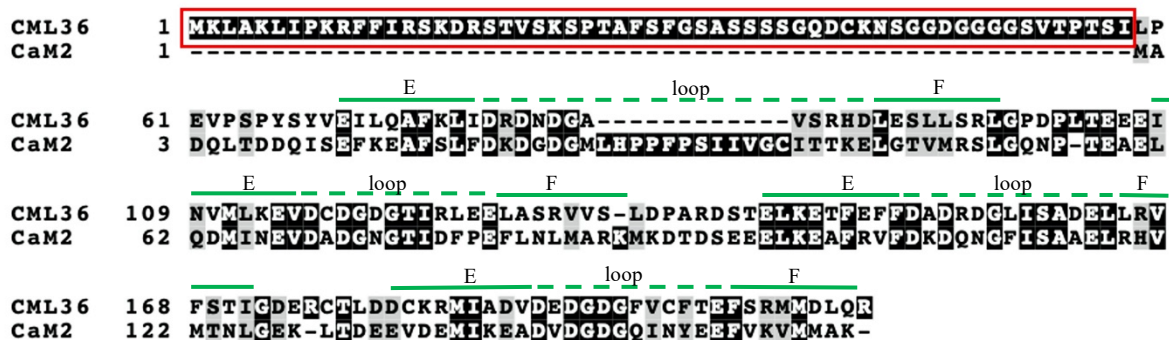 CML36 1 MKLAKLIPKRFFIRSKDRSTVSKSPTAFSFGSASSSSGQDCKNSGGDGGGGSVTPTSILP
CaM2 1 ----------------------------------------------------------MA
E loop F
CML36 61 EVPSPYSYVEILQAFKLIDRDNDGA------------VSRHDLESLLSRLGPDPLTEEEI
CaM2 3 DQLTDDQISEFKEAFSLFDKDGDGMLHPPFPSIIVGCITTKELGTVMRSLGQNP-TEAEL
E loop F E loop F
CML36 109 NVMLKEVDCDGDGTIRLEELASRVVS-LDPARDSTELKETFEFFDADRDGLISADELLRV
CaM2 62 QDMINEVDADGNGTIDFPEFLNLMARKMKDTDSEEELKEAFRVFDKDQNGFISAAELRHV
E loop F
CML36 168 FSTIGDERCTLDDCKRMIADVDEDGDGFVCFTEFSRMMDLQR
CaM2 122 MTNLGEK-LTDEEVDEMIKEADVDGDGQINYEEFVKVMMAK-